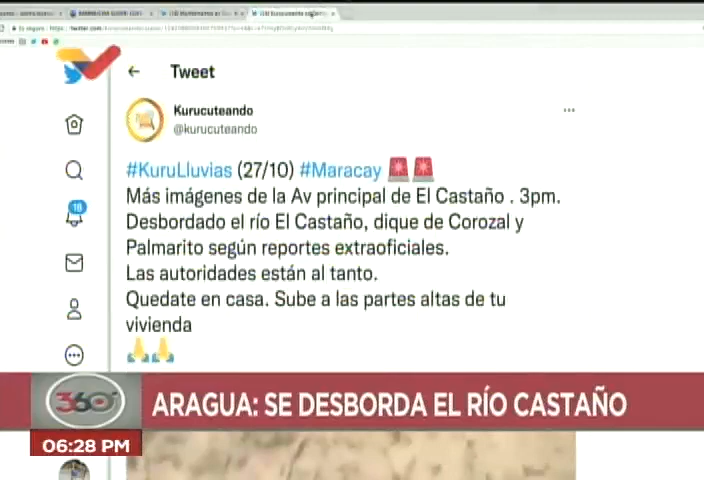 Tweet
Kurucuteando
@kurucuteando
#KuruLluvias (27/10) #Maracay
Más imágenes de la Av principal de El Castaño . 3pm.
Desbordado el río El Castaño, dique de Corozal y
Palmarito según reportes extraoficiales.
Las autoridades están al tanto.
Quedate en casa. Sube a las partes altas de tu
vivienda
18
360°
ARAGUA: SE DESBORDA EL RÍO CASTAÑO
06:28 PM